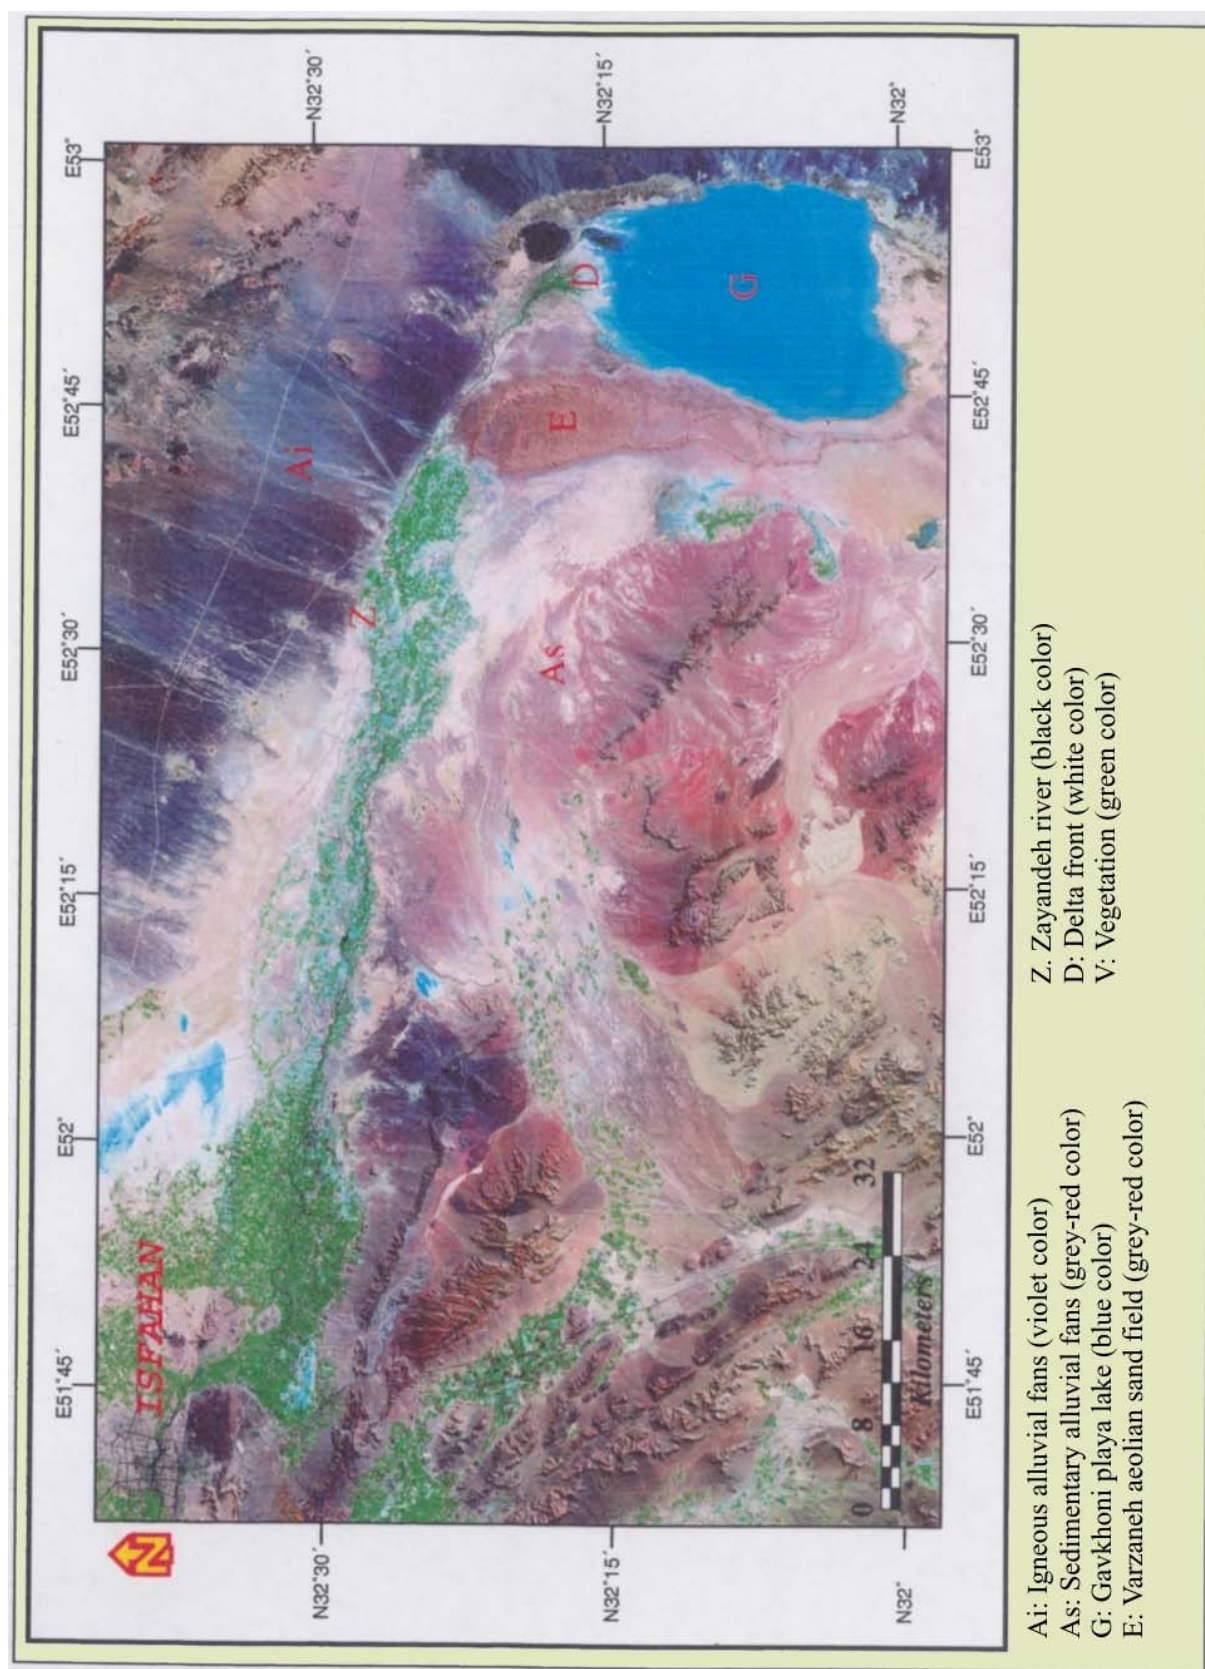 N
E51°45´ E52° E52°15´ E52°30´ E52°45´ E53°
ISFAHAN
N32°30´ N32°30´
Ai
Z
D
E
As
N32°15´ N32°15´
G
0 8 16 24 32
Kilometers
N32° N32°
E51°45´ E52° E52°15´ E52°30´ E52°45´ E53°
Ai: Igneous alluvial fans (violet color)
As: Sedimentary alluvial fans (grey-red color)
G: Gavkhoni playa lake (blue color)
E: Varzaneh aeolian sand field (grey-red color)
Z. Zayandeh river (black color)
D: Delta front (white color)
V: Vegetation (green color)